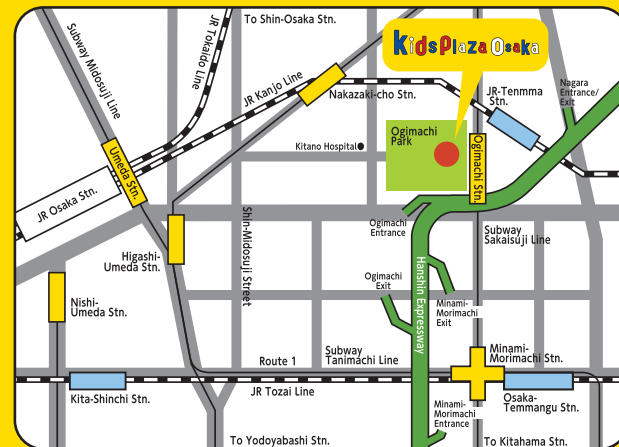 To Shin-Osaka Stn.
Subway Midosuji Line
JR Tokaido Line
Kids Plaza Osaka
JR Kanjo Line
Nakazaki-cho Stn.
JR-Tenmma
Stn.
Nagara
Entrance/
Exit
Ogimachi
Park
Kitano Hospital
Ogimachi Stn.
Umeda Stn.
JR Osaka Stn.
Shin-Midosuji Street
Ogimachi
Entrance
Subway
Sakaisuji Line
Higashi-
Umeda Stn.
Ogimachi
Exit
Hanshin Expressway
Minami-
Morimachi
Exit
Nishi-
Umeda Stn.
Route 1
Subway
Tanimachi Line
Minami-
Morimachi Stn.
Kita-Shinchi Stn.
JR Tozai Line
Osaka-
Temmangu Stn.
Minami-
Morimachi
Entrance
To Yodoyabashi Stn.
To Kitahama Stn.